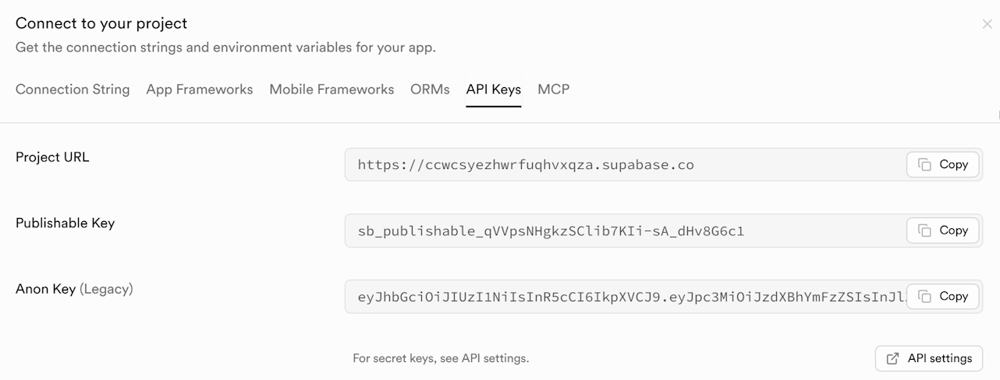 Connect to your project
Get the connection strings and environment variables for your app.
Connection String App Frameworks Mobile Frameworks ORMs API Keys MCP
Project URL https://ccwcsyezhwrfuqhvxqza.supabase.co Copy
Publishable Key sb_publishable_qVVpsNHgkzSClib7KIi-sA_dHv8G6c1 Copy
Anon Key (Legacy) eyJhbGciOiJIUzI1NiIsInR5cCI6IkpXVCJ9.eyJpc3MiOiJzdXBhYmFzZSIsInJl Copy
For secret keys, see API settings. API settings